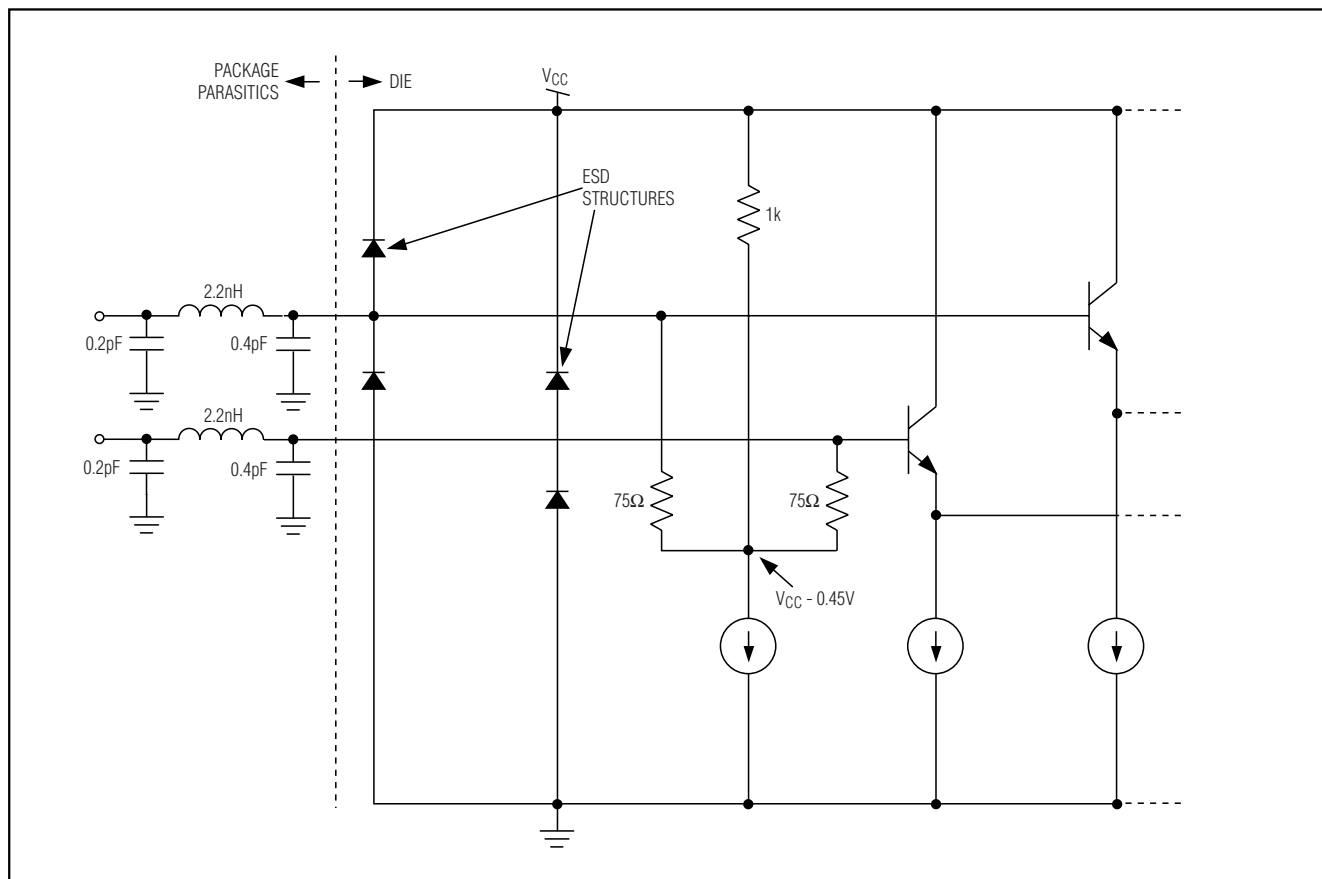 PACKAGE
PARASITICS
DIE
VCC
ESD
STRUCTURES
1k
2.2nH
0.2pF
0.4pF
2.2nH
0.2pF
0.4pF
75Ω
75Ω
VCC - 0.45V